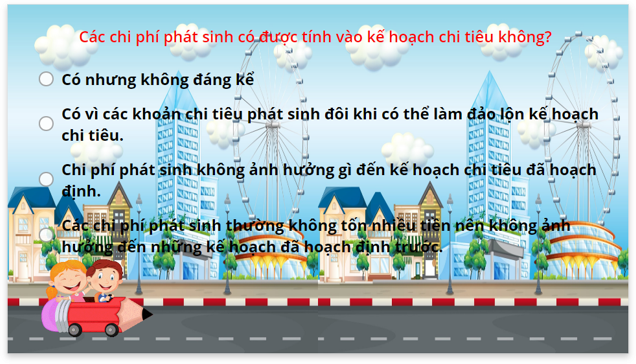 Các chi phí phát sinh có được tính vào kế hoạch chi tiêu không?
Có nhưng không đáng kể
Có vì các khoản chi tiêu phát sinh đôi khi có thể làm đảo lộn kế hoạch
chi tiêu.
Chi phí phát sinh không ảnh hưởng gì đến kế hoạch chi tiêu đã hoạch
định.
Các chi phí phát sinh thường không tốn nhiều tiền nên không ảnh
hưởng đến những kế hoạch đã hoạch định trước.